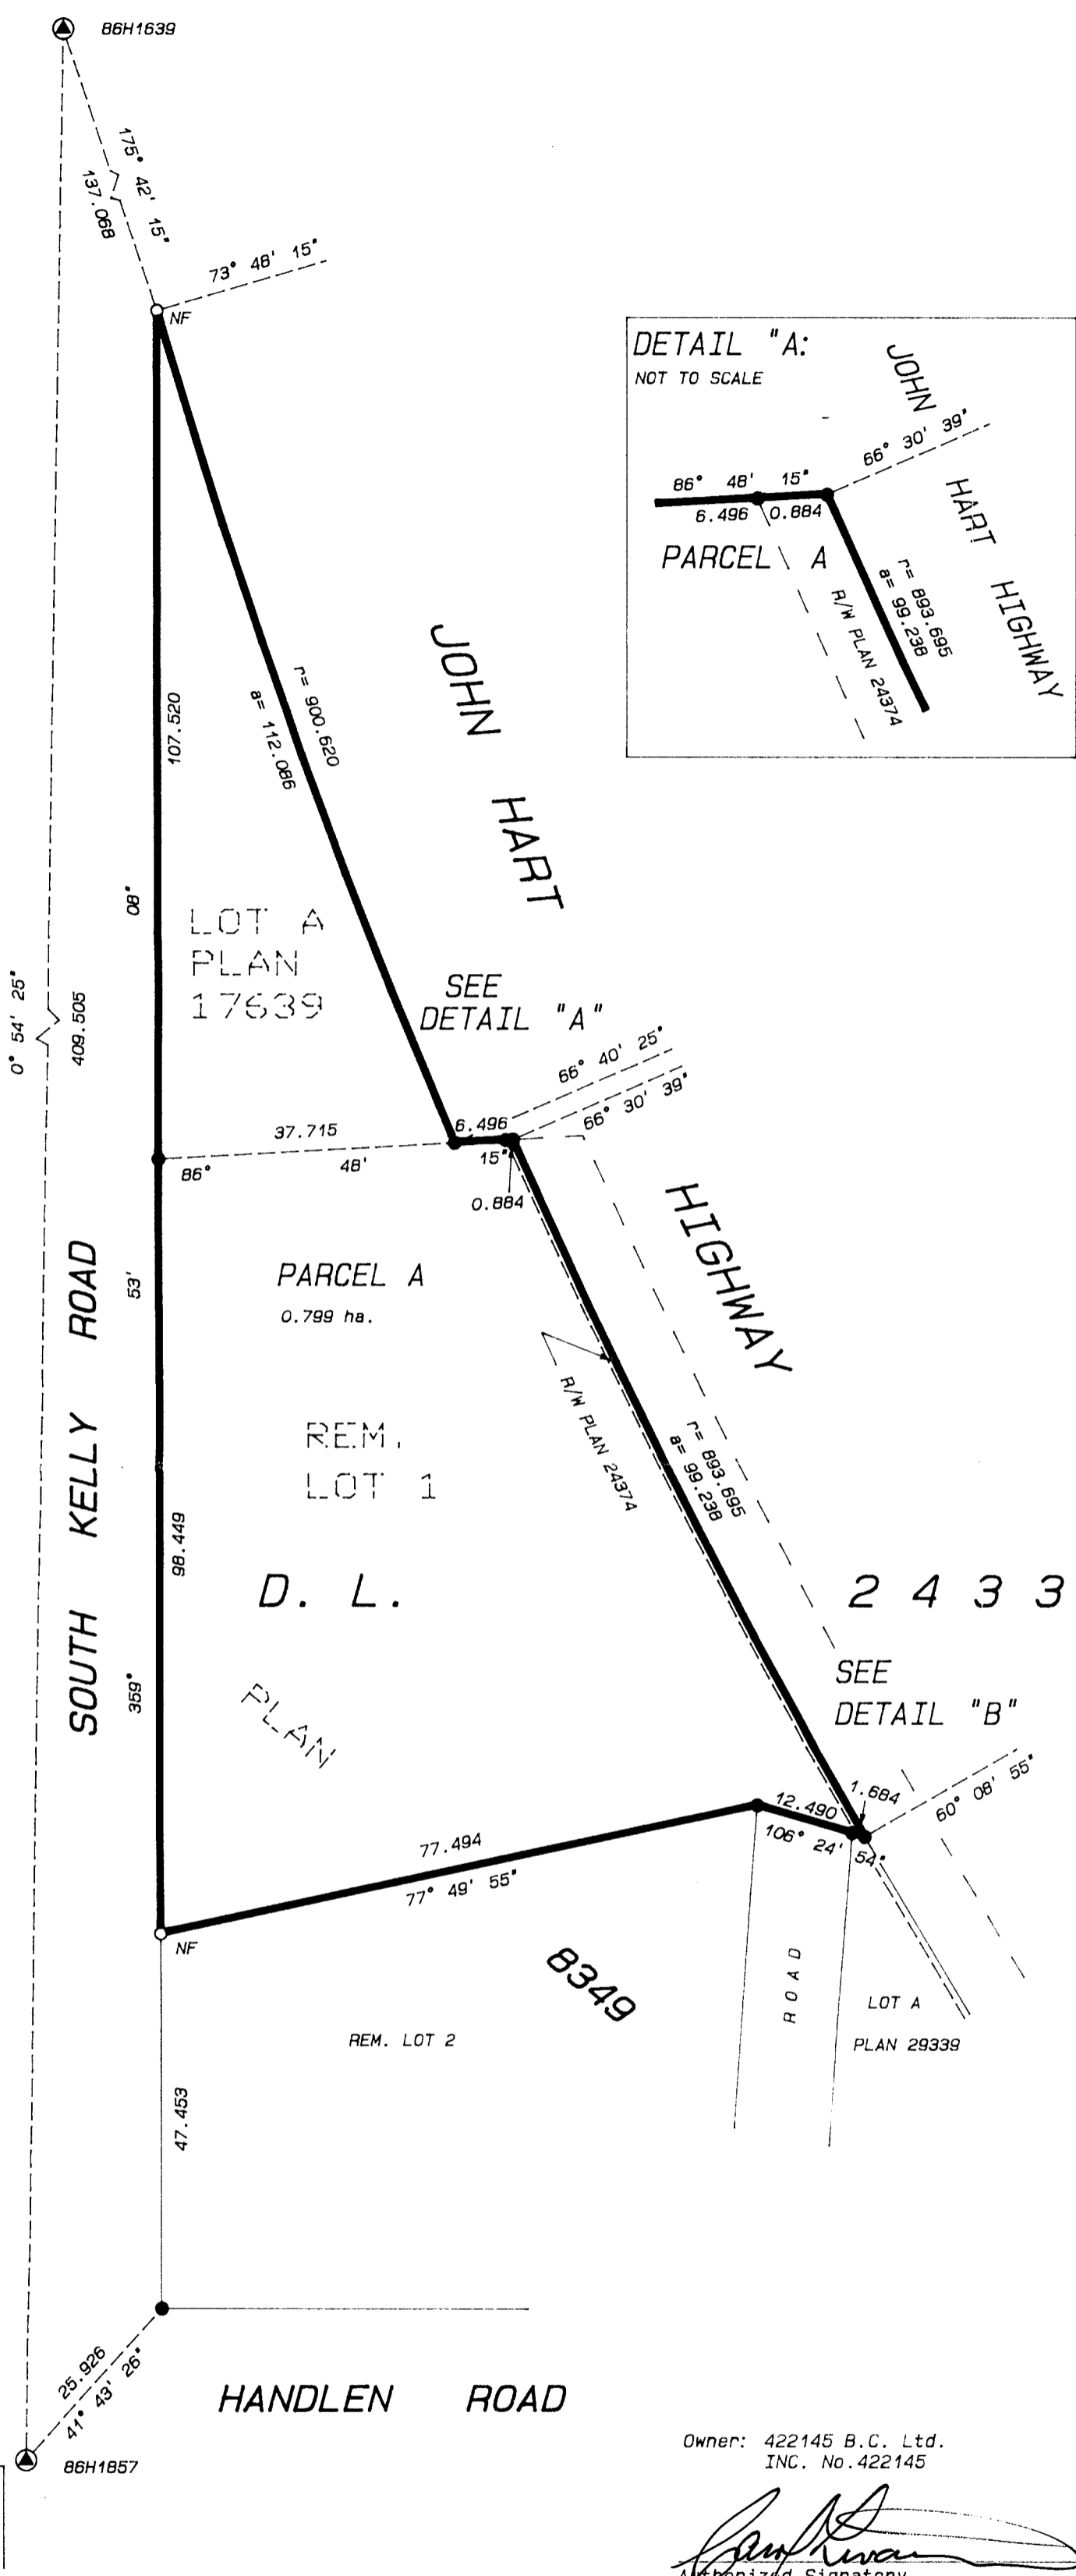 86H1639
175° 42' 15"
137.068
73° 48' 15"
NF
DETAIL "A:
NOT TO SCALE
JOHN HART HIGHWAY
66° 30' 39"
86° 48' 15"
6.496 0.884
PARCEL A
r= 893.695
a= 99.238
R/W PLAN 24374
JOHN HART HIGHWAY
r= 900.620
a= 112.086
107.520
08"
LOT A
PLAN
17639
0° 54' 25"
409.505
SEE
DETAIL "A"
66° 40' 25"
66° 30' 39"
6.496
37.715
86° 48' 15"
0.884
SOUTH KELLY ROAD
53'
PARCEL A
0.799 ha.
R/W PLAN 24374
r= 893.695
a= 99.238
REM.
LOT 1
98.449
D. L. 2433
359°
PLAN
SEE
DETAIL "B"
1.684
60° 08' 55"
12.490
106° 24' 54"
77.494
77° 49' 55"
NF
8349
ROAD
LOT A
PLAN 29339
REM. LOT 2
47.453
25.926
41° 43' 26"
HANDLEN ROAD
86H1857
Owner: 422145 B.C. Ltd.
INC. No.422145
Authorized Signatory